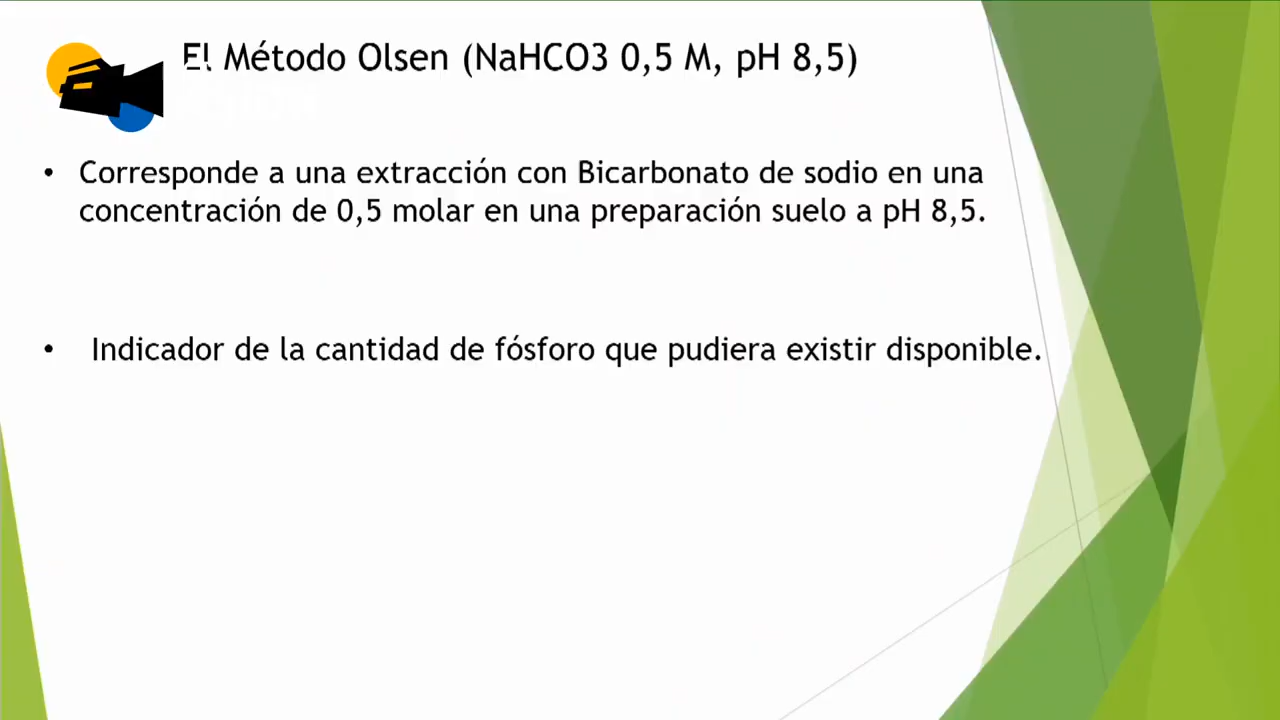 El Método Olsen (NaHCO3 0,5 M, pH 8,5)
• Corresponde a una extracción con Bicarbonato de sodio en una
concentración de 0,5 molar en una preparación suelo a pH 8,5.
• Indicador de la cantidad de fósforo que pudiera existir disponible.